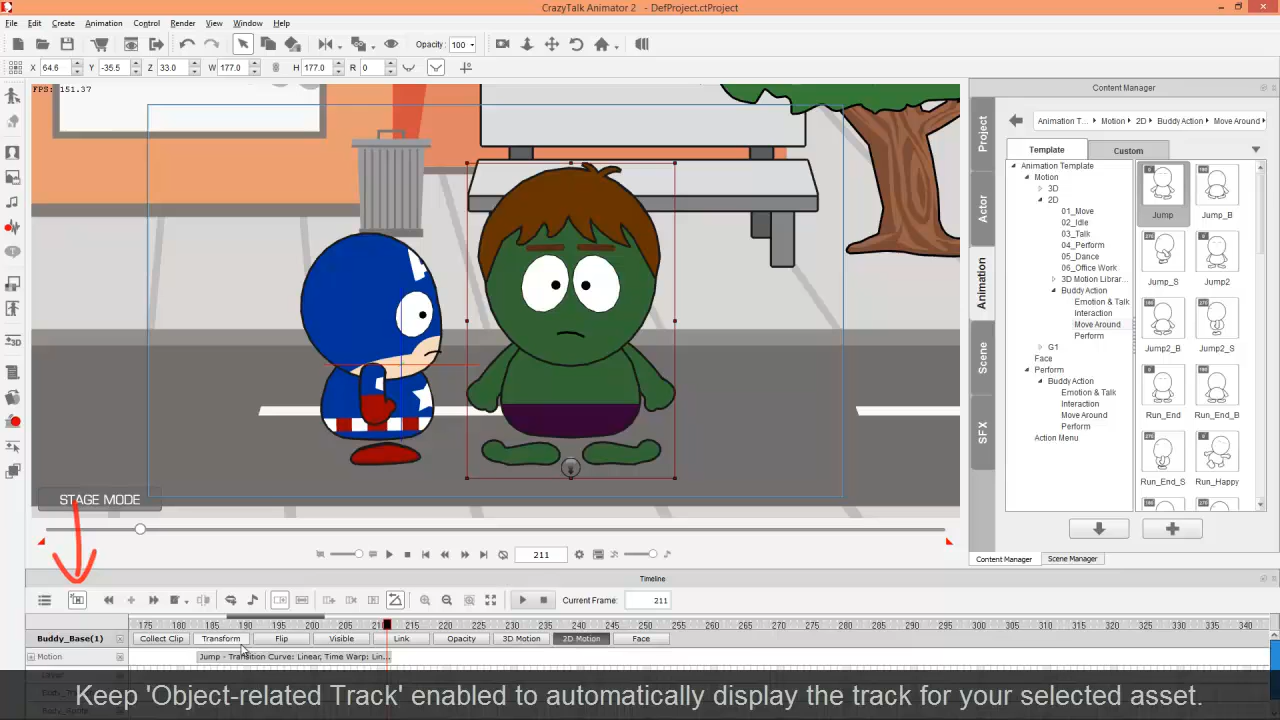 CrazyTalk Animator 2 - DefProject.ctProject
File Edit Create Animation Control Render View Window Help
Opacity: 100
X 64.6 Y -35.5 Z 33.0 W 177.0 H 177.0 R 0
FPS: 151.37
STAGE MODE
211
Content Manager
Animation T... Motion 2D Buddy Action Move Around
Template Custom
Project
Actor
Animation
Scene
SFX
Animation Template
Motion
3D
2D
01_Move
02_Idle
03_Talk
04_Perform
05_Dance
06_Office Work
3D Motion Librar...
Buddy Action
Emotion & Talk
Interaction
Move Around
Perform
G1
Face
Perform
Buddy Action
Emotion & Talk
Interaction
Move Around
Perform
Action Menu
Jump Jump_B
Jump_S Jump2
Jump2_B Jump2_S
Run_End Run_End_B
Run_End_S Run_Happy
Content Manager Scene Manager
Timeline
Current Frame: 211
175 180 185 190 195 200 205 210 215 220 225 230 235 240 245 250 255 260 265 270 275 280 285 290 295 300 305 310 315 320 325 330 335 340
Buddy_Base(1) Collect Clip Transform Flip Visible Link Opacity 3D Motion 2D Motion Face
Motion Jump - Transition Curve: Linear, Time Warp: Lin...
Keep 'Object-related Track' enabled to automatically display the track for your selected asset.